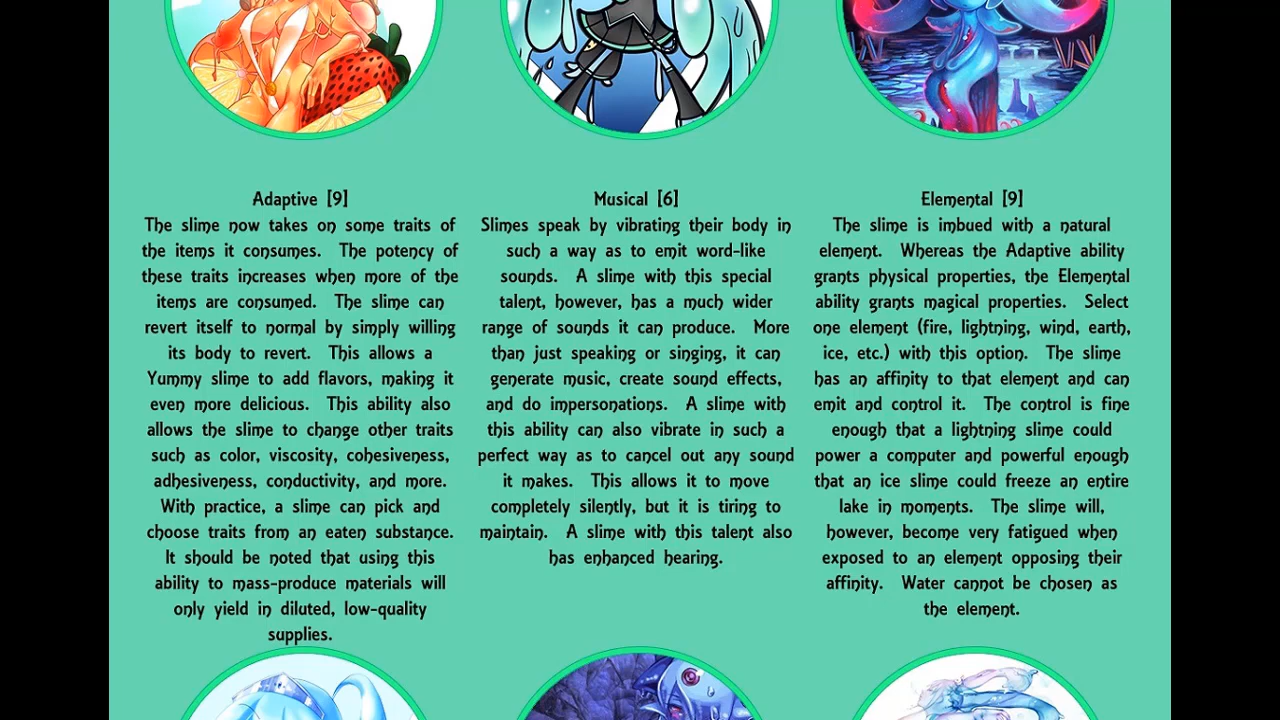 Adaptive [9]
The slime now takes on some traits of
the items it consumes. The potency of
these traits increases when more of the
items are consumed. The slime can
revert itself to normal by simply willing
its body to revert. This allows a
Yummy slime to add flavors, making it
even more delicious. This ability also
allows the slime to change other traits
such as color, viscosity, cohesiveness,
adhesiveness, conductivity, and more.
With practice, a slime can pick and
choose traits from an eaten substance.
It should be noted that using this
ability to mass-produce materials will
only yield in diluted, low-quality
supplies.
Musical [6]
Slimes speak by vibrating their body in
such a way as to emit word-like
sounds. A slime with this special
talent, however, has a much wider
range of sounds it can produce. More
than just speaking or singing, it can
generate music, create sound effects,
and do impersonations. A slime with
this ability can also vibrate in such a
perfect way as to cancel out any sound
it makes. This allows it to move
completely silently, but it is tiring to
maintain. A slime with this talent also
has enhanced hearing.
Elemental [9]
The slime is imbued with a natural
element. Whereas the Adaptive ability
grants physical properties, the Elemental
ability grants magical properties. Select
one element (fire, lightning, wind, earth,
ice, etc.) with this option. The slime
has an affinity to that element and can
emit and control it. The control is fine
enough that a lightning slime could
power a computer and powerful enough
that an ice slime could freeze an entire
lake in moments. The slime will,
however, become very fatigued when
exposed to an element opposing their
affinity. Water cannot be chosen as
the element.